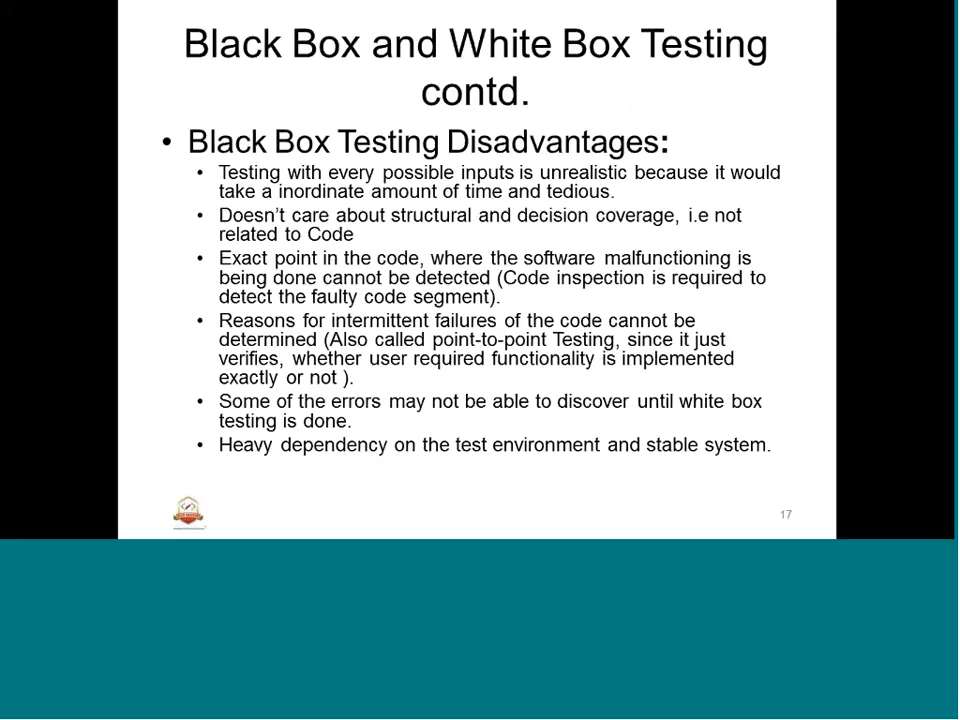 Black Box and White Box Testing
contd.
• Black Box Testing Disadvantages:
• Testing with every possible inputs is unrealistic because it would
take a inordinate amount of time and tedious.
• Doesn't care about structural and decision coverage, i.e not
related to Code
• Exact point in the code, where the software malfunctioning is
being done cannot be detected (Code inspection is required to
detect the faulty code segment).
• Reasons for intermittent failures of the code cannot be
determined (Also called point-to-point Testing, since it just
verifies, whether user required functionality is implemented
exactly or not ).
• Some of the errors may not be able to discover until white box
testing is done.
• Heavy dependency on the test environment and stable system.
17